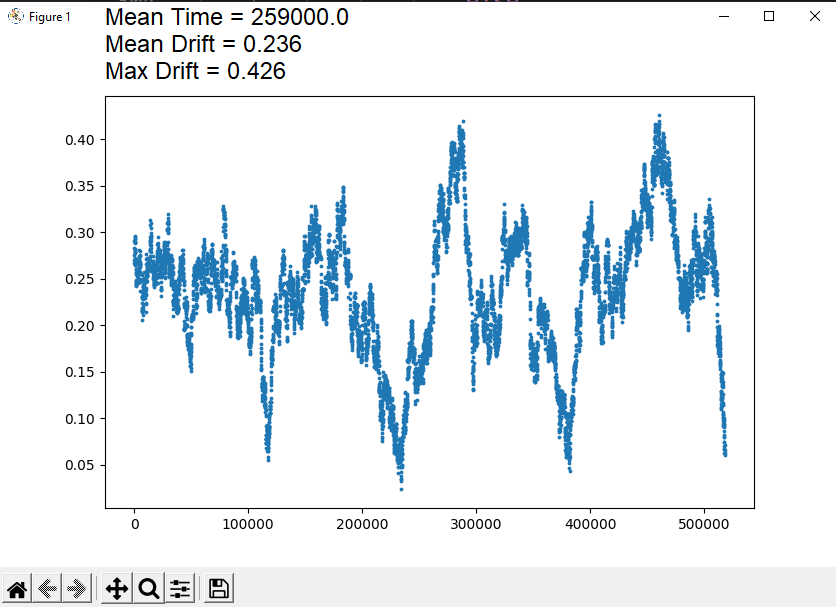 Figure 1
Mean Time = 259000.0
Mean Drift = 0.236
Max Drift = 0.426
0.40
0.35
0.30
0.25
0.20
0.15
0.10
0.05
0 100000 200000 300000 400000 500000